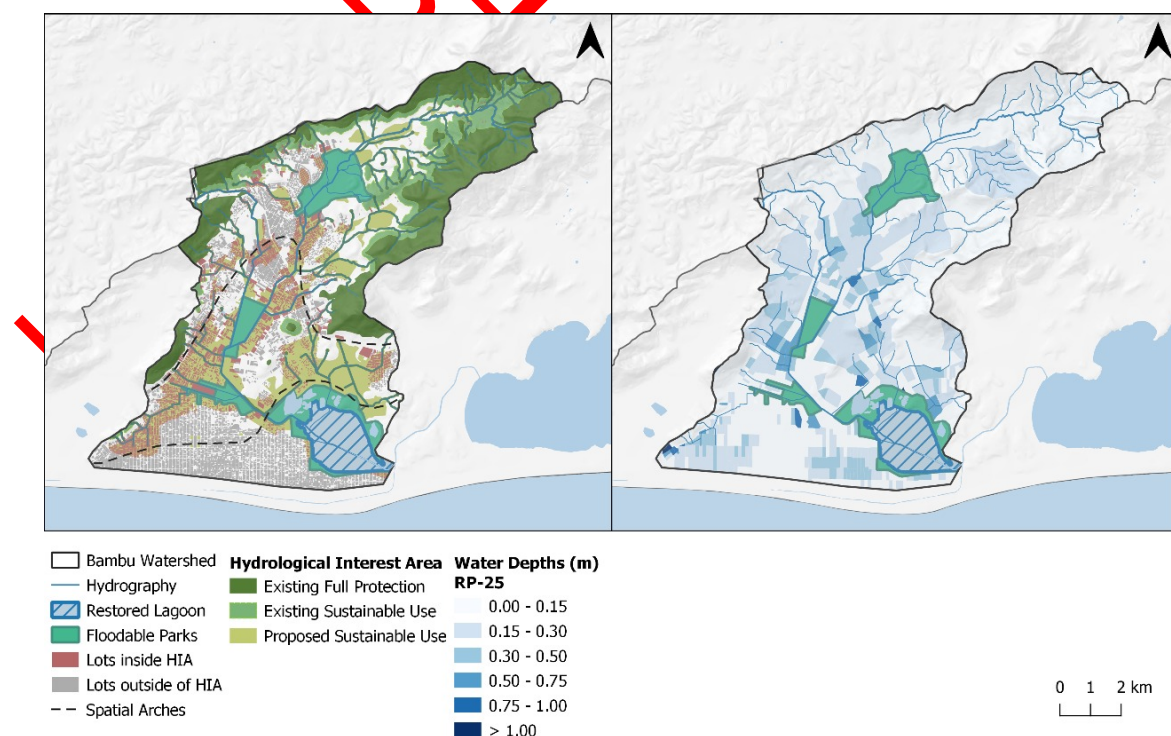 Bambu Watershed
Hydrography
Restored Lagoon
Floodable Parks
Lots inside HIA
Lots outside of HIA
Spatial Arches
Hydrological Interest Area
Existing Full Protection
Existing Sustainable Use
Proposed Sustainable Use
Water Depths (m)
RP-25
0.00 - 0.15
0.15 - 0.30
0.30 - 0.50
0.50 - 0.75
0.75 - 1.00
> 1.00
0 1 2 km